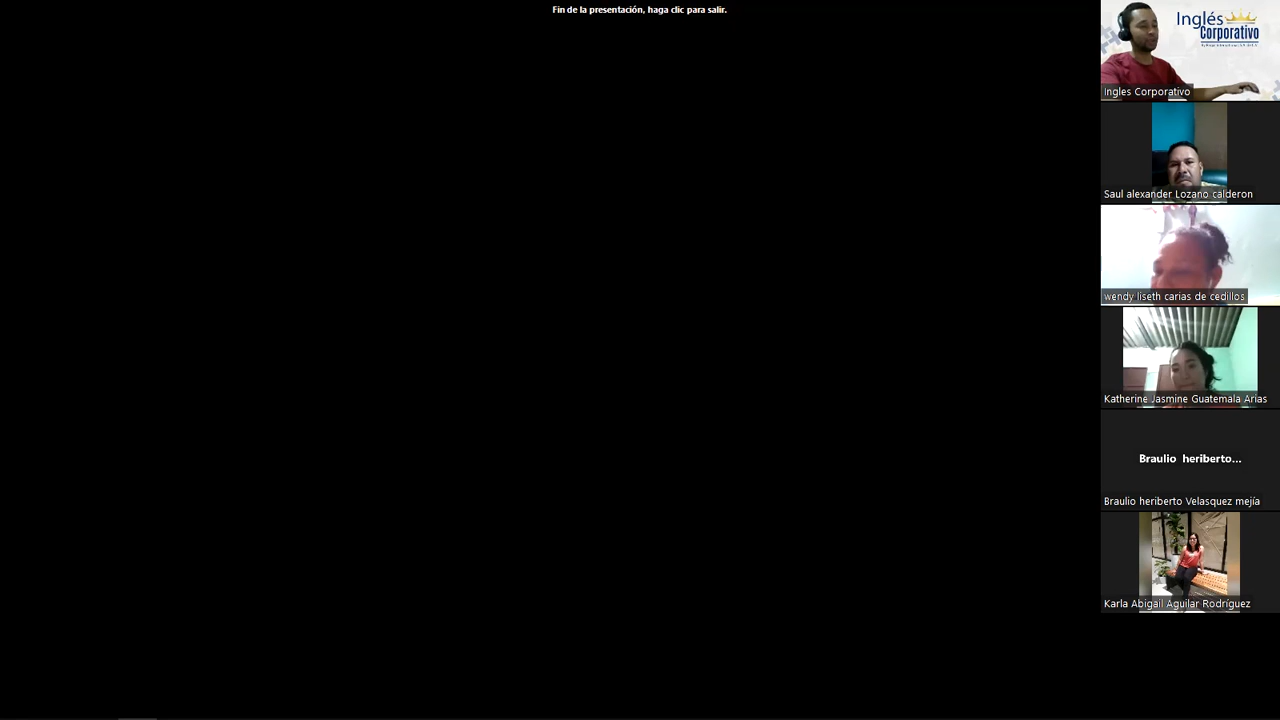 Fin de la presentación, haga clic para salir.
Inglés
Corporativo
Ingles Corporativo
Saul alexander Lozano calderon
wendy liseth carias de cedillos
Katherine Jasmine Guatemala Arias
Braulio heriberto...
Braulio heriberto Velasquez mejía
Karla Abigail Aguilar Rodríguez